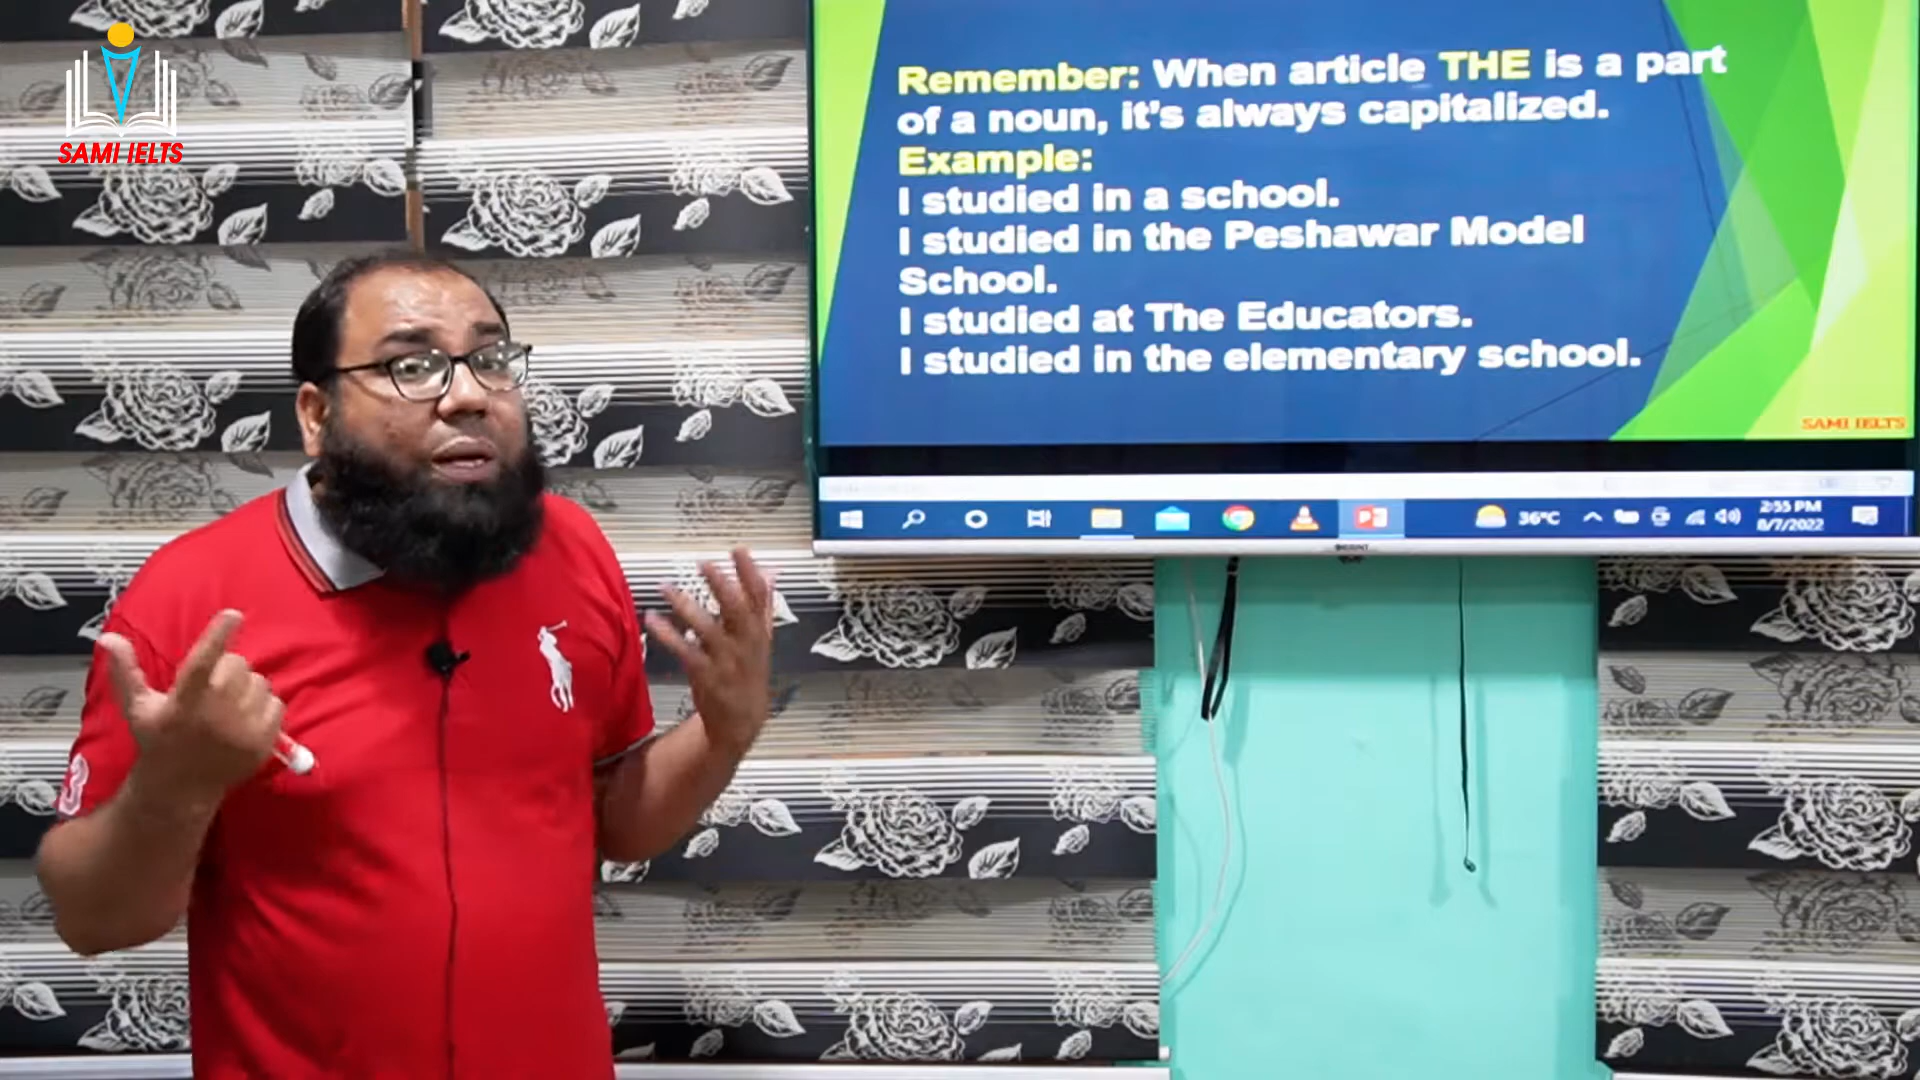 SAMI IELTS
Remember: When article THE is a part
of a noun, it's always capitalized.
Example:
I studied in a school.
I studied in the Peshawar Model
School.
I studied at The Educators.
I studied in the elementary school.
SAMI IELTS
36°C
2:55 PM
8/7/2022
3